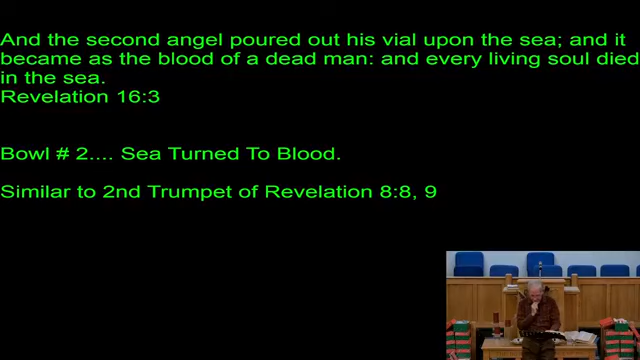 And the second angel poured out his vial upon the sea; and it
became as the blood of a dead man: and every living soul died
in the sea.
Revelation 16:3
Bowl # 2.... Sea Turned To Blood.
Similar to 2nd Trumpet of Revelation 8:8, 9